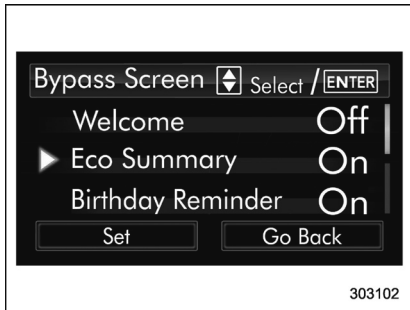 Bypass Screen Select / ENTER
Welcome Off
Eco Summary On
Birthday Reminder On
Set Go Back
303102